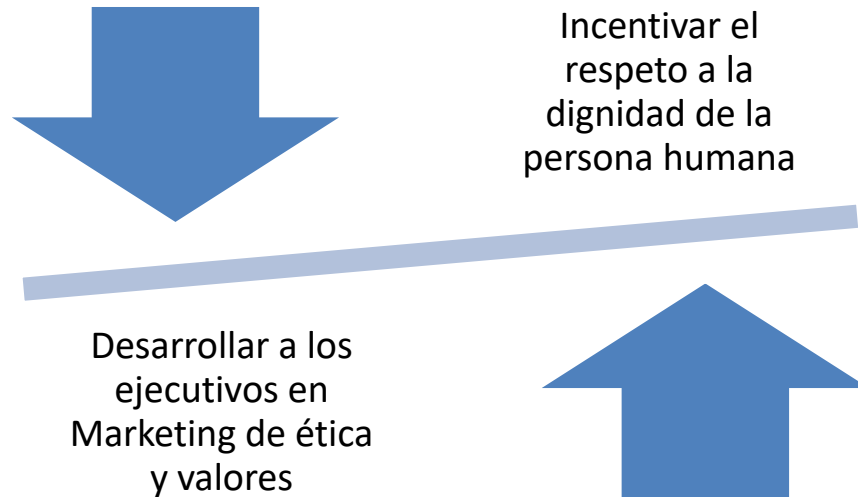 Incentivar el
respeto a la
dignidad de la
persona humana
Desarrollar a los
ejecutivos en
Marketing de ética
y valores